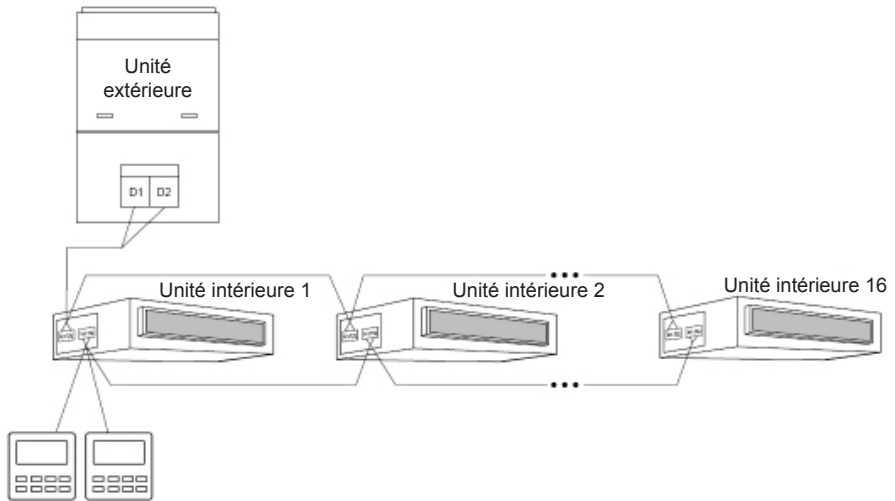 Unité
extérieure
D1 D2
Unité intérieure 1
Unité intérieure 2
Unité intérieure 16